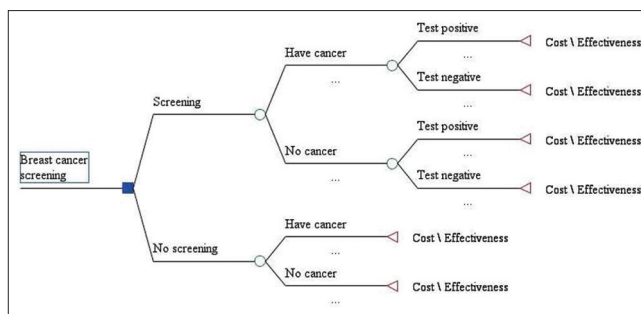 Test positive
Cost \ Effectiveness
...
Have cancer
...
Test negative
Cost \ Effectiveness
...
Screening
Test positive
Cost \ Effectiveness
...
No cancer
...
Test negative
Cost \ Effectiveness
...
Breast cancer
screening
Have cancer
Cost \ Effectiveness
...
No screening
No cancer
Cost \ Effectiveness
...